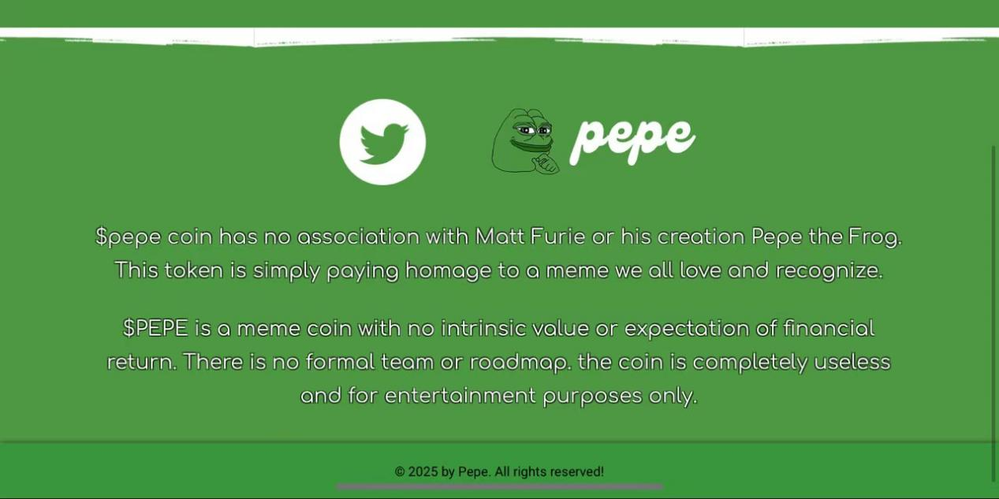 pepe
$pepe coin has no association with Matt Furie or his creation Pepe the Frog.
This token is simply paying homage to a meme we all love and recognize.
$PEPE is a meme coin with no intrinsic value or expectation of financial
return. There is no formal team or roadmap. the coin is completely useless
and for entertainment purposes only.
© 2025 by Pepe. All rights reserved!